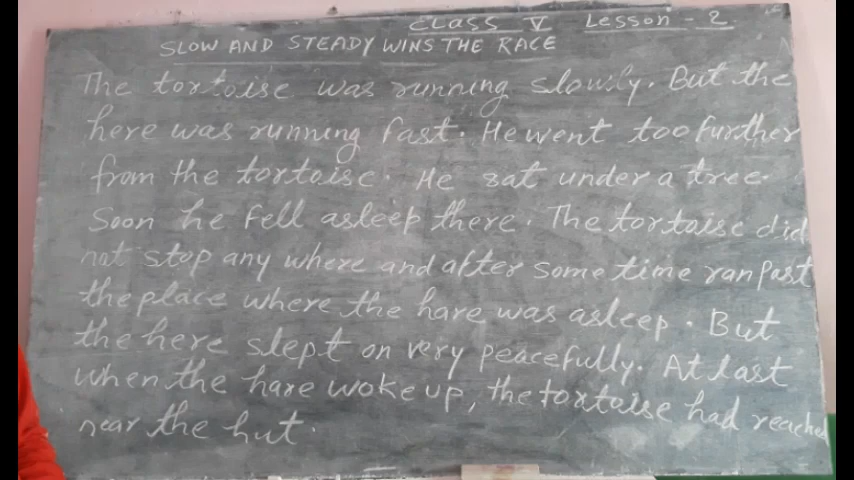 CLASS V Lesson - 2.
SLOW AND STEADY WINS THE RACE
The tortoise was running slowly. But the
here was running fast. He went too further
from the tortoise. He sat under a tree.
Soon he fell asleep there. The tortoise did
not stop any where and after some time ran past
the place where the hare was asleep. But
the here slept on very peacefully. At last
when the hare woke up, the tortoise had reached
near the hut.